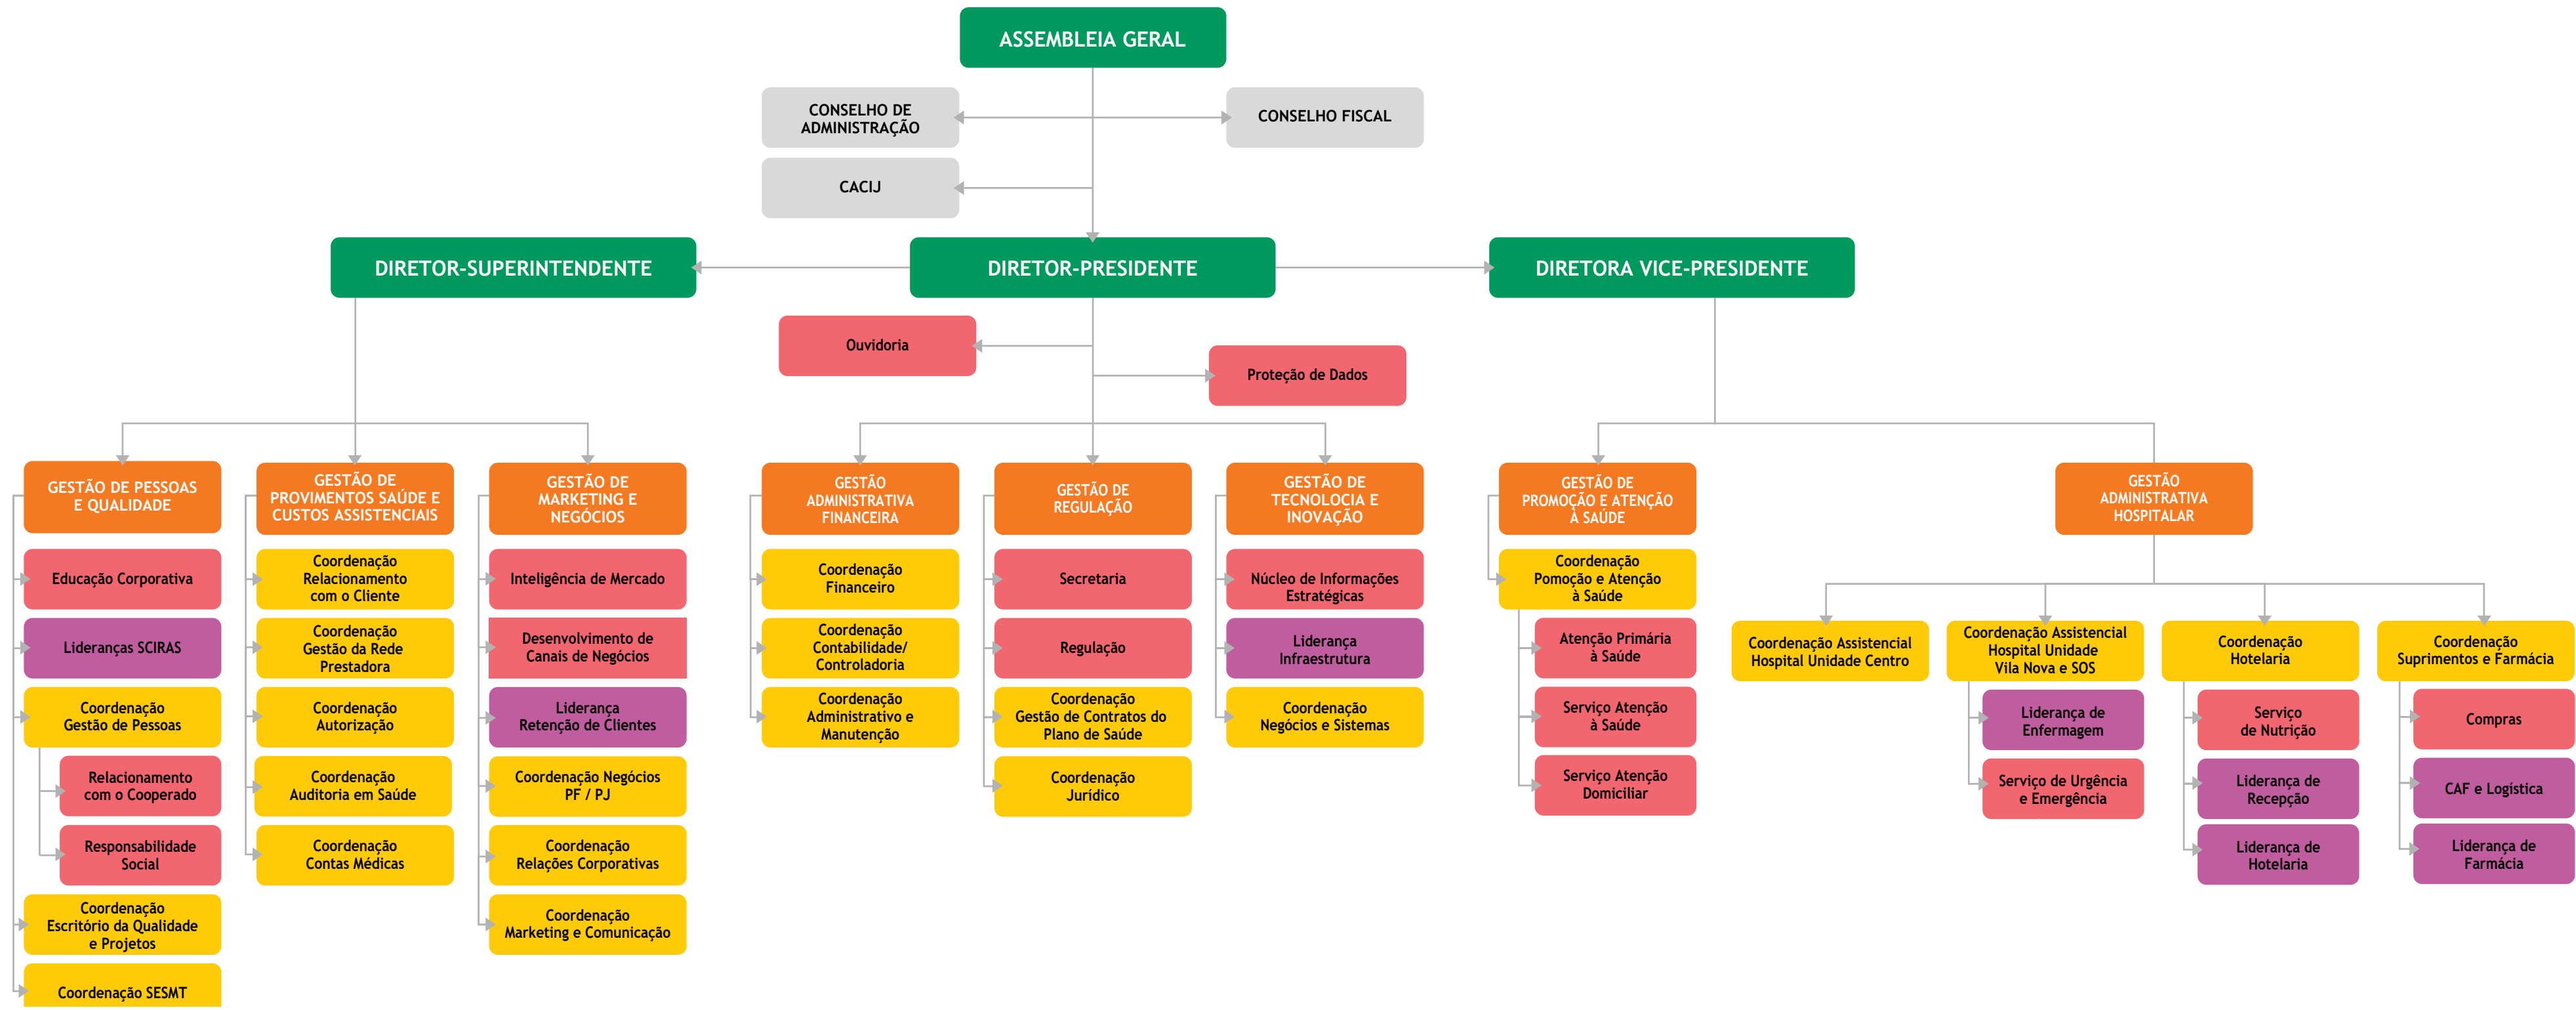 ASSEMBLEIA GERAL
CONSELHO DE
ADMINISTRAÇÃO
CONSELHO FISCAL
CACIJ
DIRETOR-SUPERINTENDENTE
DIRETOR-PRESIDENTE
DIRETORA VICE-PRESIDENTE
Ouvidoria
Proteção de Dados
GESTÃO DE PESSOAS
E QUALIDADE
Educação Corporativa
Lideranças SCIRAS
Coordenação
Gestão de Pessoas
Relacionamento
com o Cooperado
Responsabilidade
Social
Coordenação
Escritório da Qualidade
e Projetos
Coordenação SESMT
GESTÃO DE
PROVIMENTOS SAÚDE E
CUSTOS ASSISTENCIAIS
Coordenação
Relacionamento
com o Cliente
Coordenação
Gestão da Rede
Prestadora
Coordenação
Autorização
Coordenação
Auditoria em Saúde
Coordenação
Contas Médicas
GESTÃO DE
MARKETING E
NEGÓCIOS
Inteligência de Mercado
Desenvolvimento de
Canais de Negócios
Liderança
Retenção de Clientes
Coordenação Negócios
PF / PJ
Coordenação
Relações Corporativas
Coordenação
Marketing e Comunicação
GESTÃO
ADMINISTRATIVA
FINANCEIRA
Coordenação
Financeiro
Coordenação
Contabilidade/
Controladoria
Coordenação
Administrativo e
Manutenção
GESTÃO DE
REGULAÇÃO
Secretaria
Regulação
Coordenação
Gestão de Contratos do
Plano de Saúde
Coordenação
Jurídico
GESTÃO DE
TECNOLOCIA E
INOVAÇÃO
Núcleo de Informações
Estratégicas
Liderança
Infraestrutura
Coordenação
Negócios e Sistemas
GESTÃO DE
PROMOÇÃO E ATENÇÃO
À SAÚDE
Coordenação
Pomoção e Atenção
à Saúde
Atenção Primária
à Saúde
Serviço Atenção
à Saúde
Serviço Atenção
Domiciliar
GESTÃO
ADMINISTRATIVA
HOSPITALAR
Coordenação Assistencial
Hospital Unidade Centro
Coordenação Assistencial
Hospital Unidade
Vila Nova e SOS
Liderança de
Enfermagem
Serviço de Urgência
e Emergência
Coordenação
Hotelaria
Serviço
de Nutrição
Liderança de
Recepção
Liderança de
Hotelaria
Coordenação
Suprimentos e Farmácia
Compras
CAF e Logística
Liderança de
Farmácia